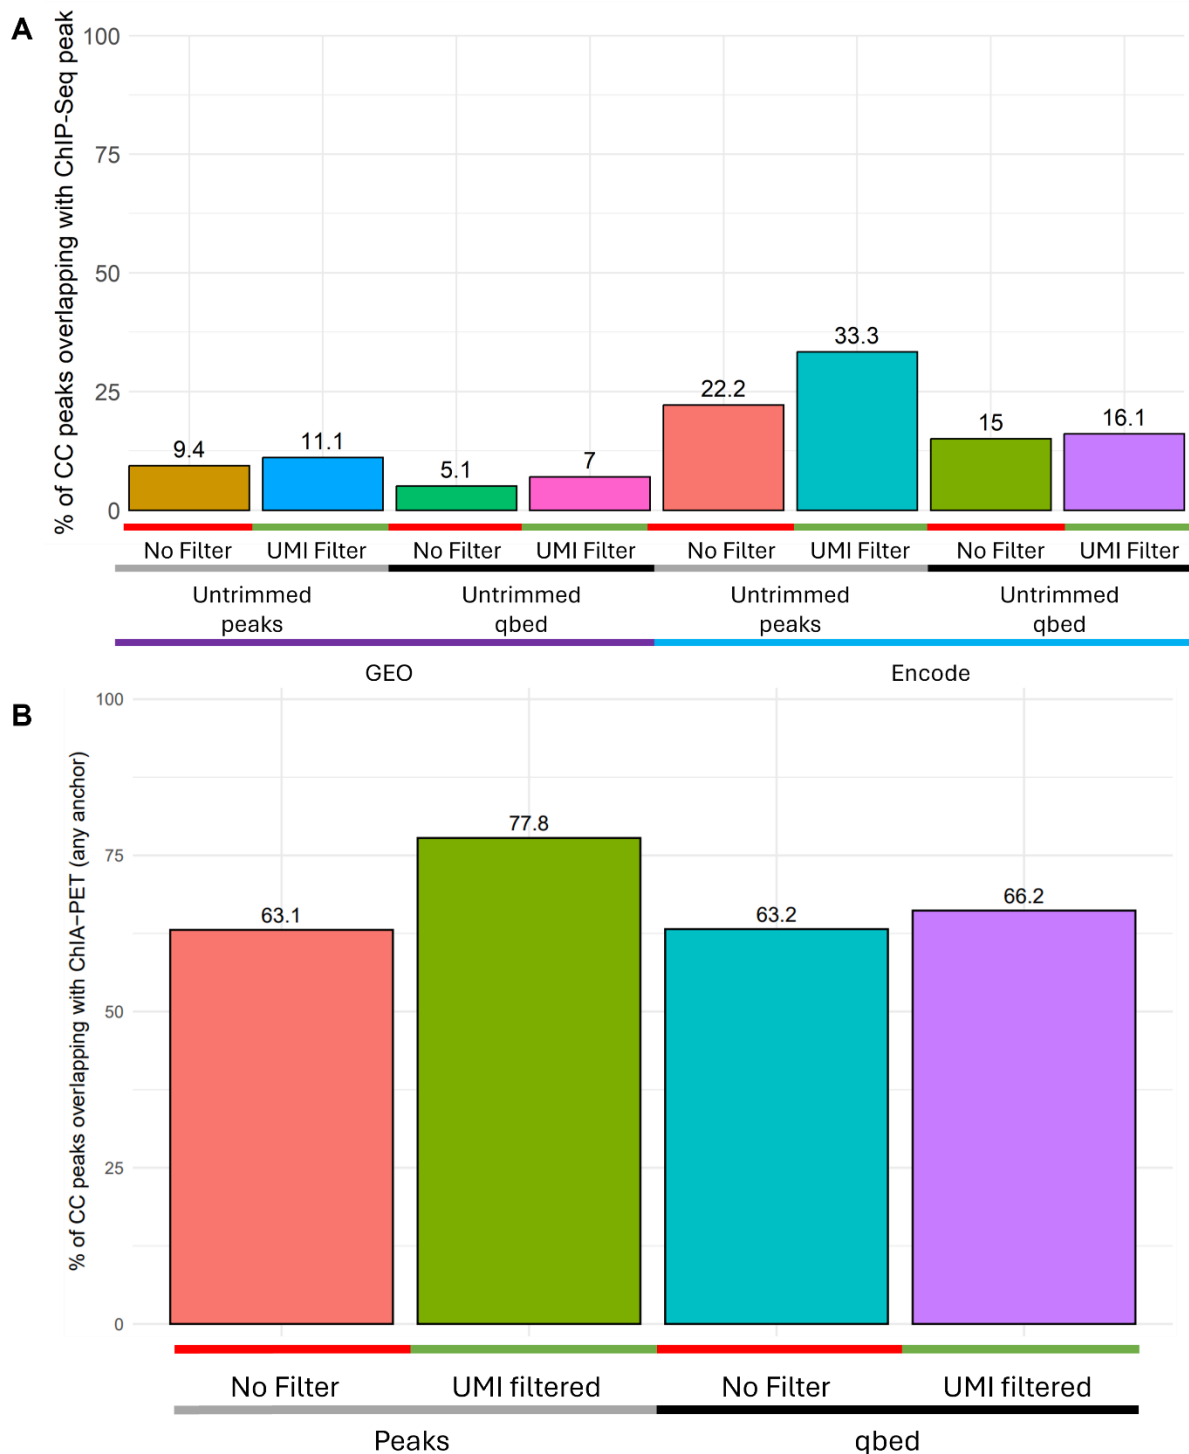 A
% of CC peaks overlapping with ChIP-Seq peak
100
75
50
25
0
9.4
11.1
5.1
7
22.2
33.3
15
16.1
No Filter UMI Filter No Filter UMI Filter No Filter UMI Filter No Filter UMI Filter
Untrimmed peaks
Untrimmed qbed
Untrimmed peaks
Untrimmed qbed
GEO Encode
B
% of CC peaks overlapping with ChIA−PET (any anchor)
100
75
50
25
0
63.1
77.8
63.2
66.2
No Filter UMI filtered No Filter UMI filtered
Peaks qbed